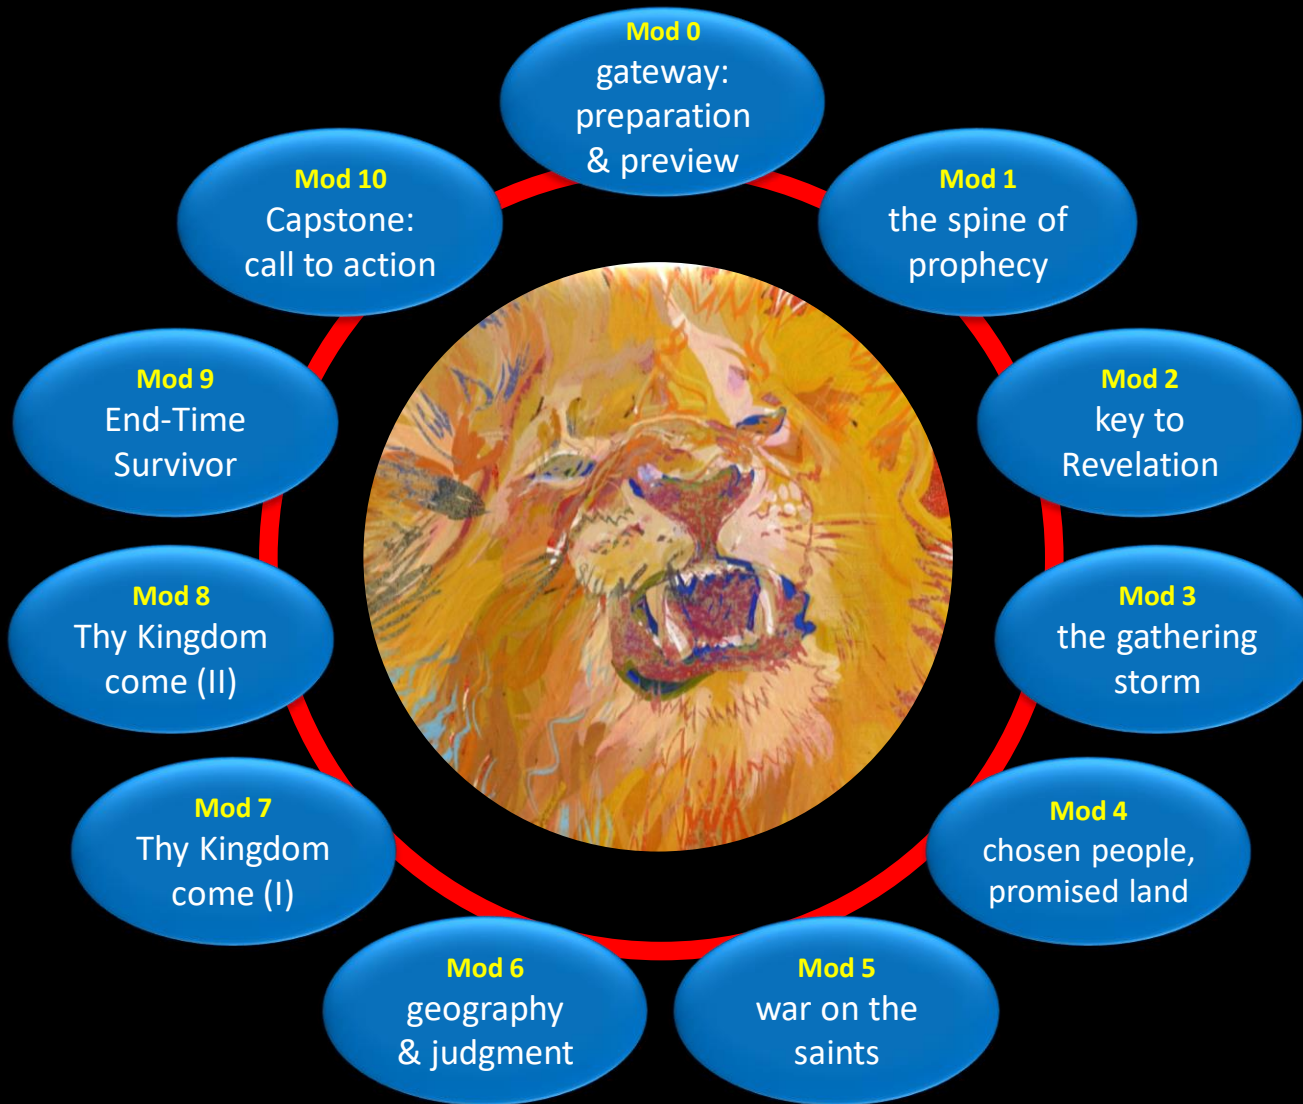 Mod 0
gateway:
preparation
& preview
Mod 1
the spine of
prophecy
Mod 2
key to
Revelation
Mod 3
the gathering
storm
Mod 4
chosen people,
promised land
Mod 5
war on the
saints
Mod 6
geography
& judgment
Mod 7
Thy Kingdom
come (I)
Mod 8
Thy Kingdom
come (II)
Mod 9
End-Time
Survivor
Mod 10
Capstone:
call to action